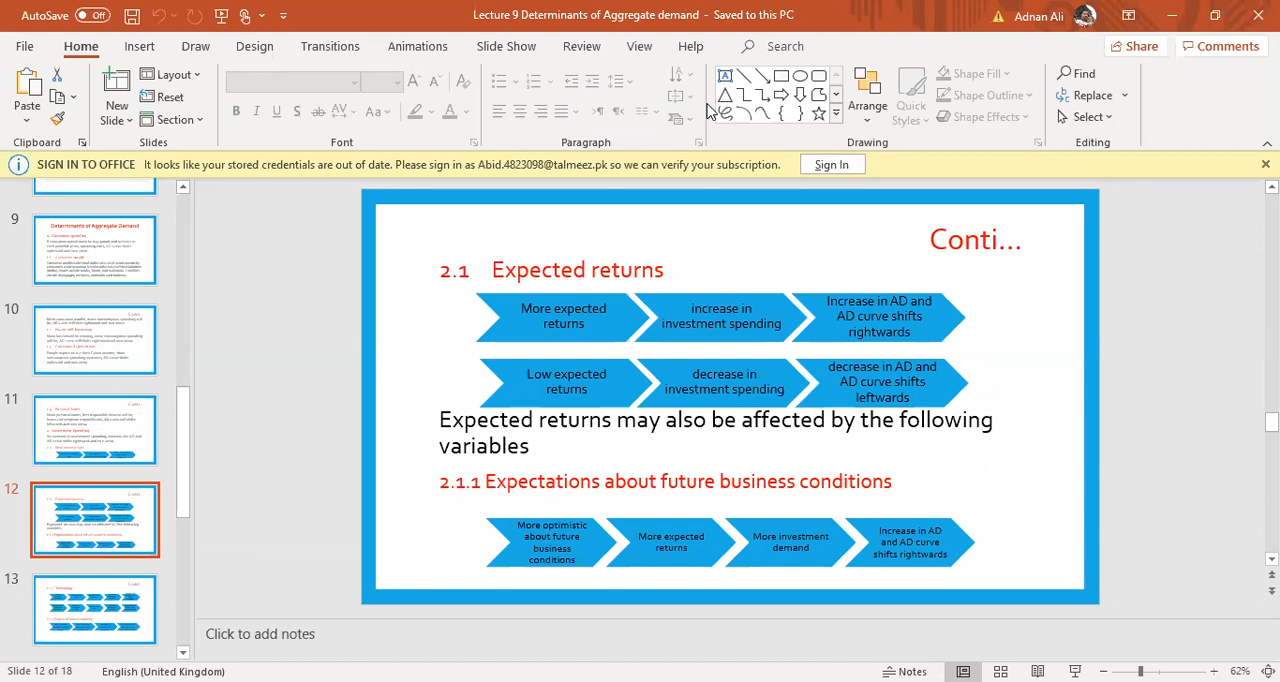 AutoSave Off
Lecture 9 Determinants of Aggregate demand - Saved to this PC
Adnan Ali
File Home Insert Draw Design Transitions Animations Slide Show Review View Help Search
Share Comments
Paste
Clipboard
New
Slide
Layout
Reset
Section
Slides
B I U S ab AV Aa A
Font
Paragraph
Arrange
Quick
Styles
Shape Fill
Shape Outline
Shape Effects
Drawing
Find
Replace
Select
Editing
SIGN IN TO OFFICE It looks like your stored credentials are out of date. Please sign in as Abid.4823098@talmeez.pk so we can verify your subscription. Sign In
9
Determinants of Aggregate Demand
10
11
12
13
Conti...
2.1 Expected returns
More expected
returns
increase in
investment spending
Increase in AD and
AD curve shifts
rightwards
Low expected
returns
decrease in
investment spending
decrease in AD and
AD curve shifts
leftwards
Expected returns may also be affected by the following
variables
2.1.1 Expectations about future business conditions
More optimistic
about future
business
conditions
More expected
returns
More investment
demand
Increase in AD
and AD curve
shifts rightwards
Click to add notes
Slide 12 of 18 English (United Kingdom)
Notes
62%